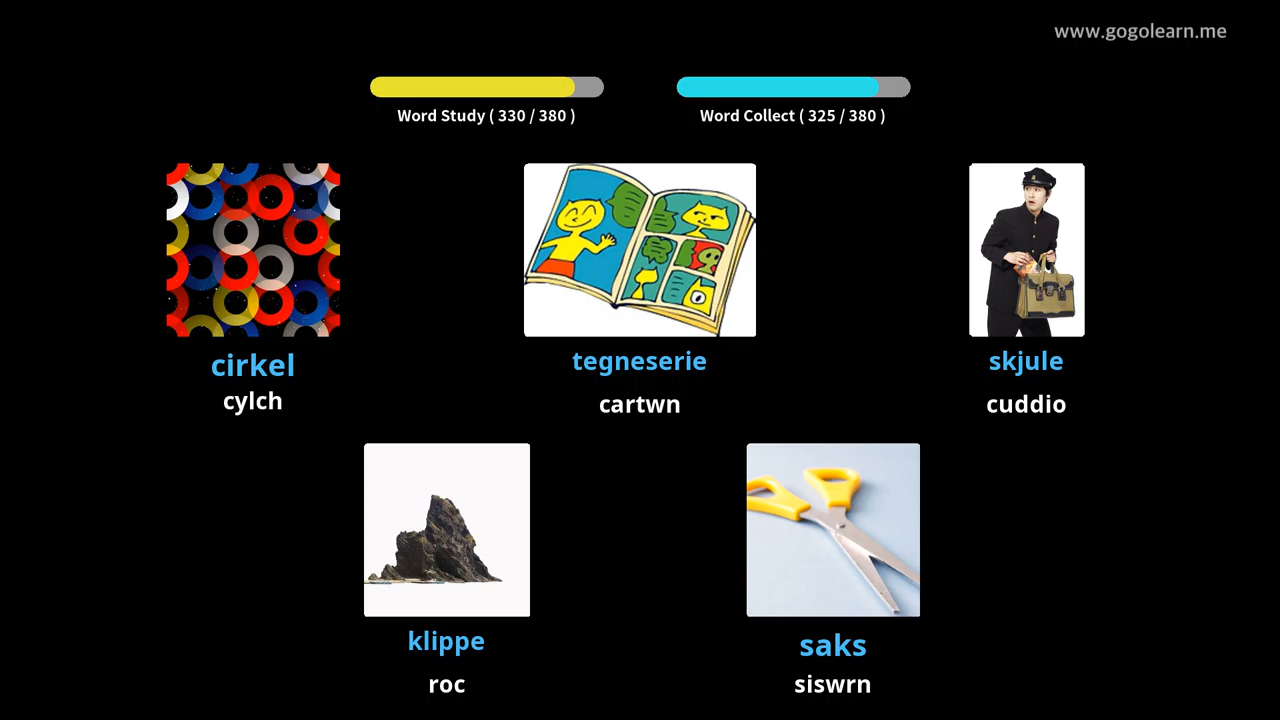 www.gogolearn.me
Word Study ( 330 / 380 )
Word Collect ( 325 / 380 )
cirkel
cylch
tegneserie
cartwn
skjule
cuddio
klippe
roc
saks
siswrn